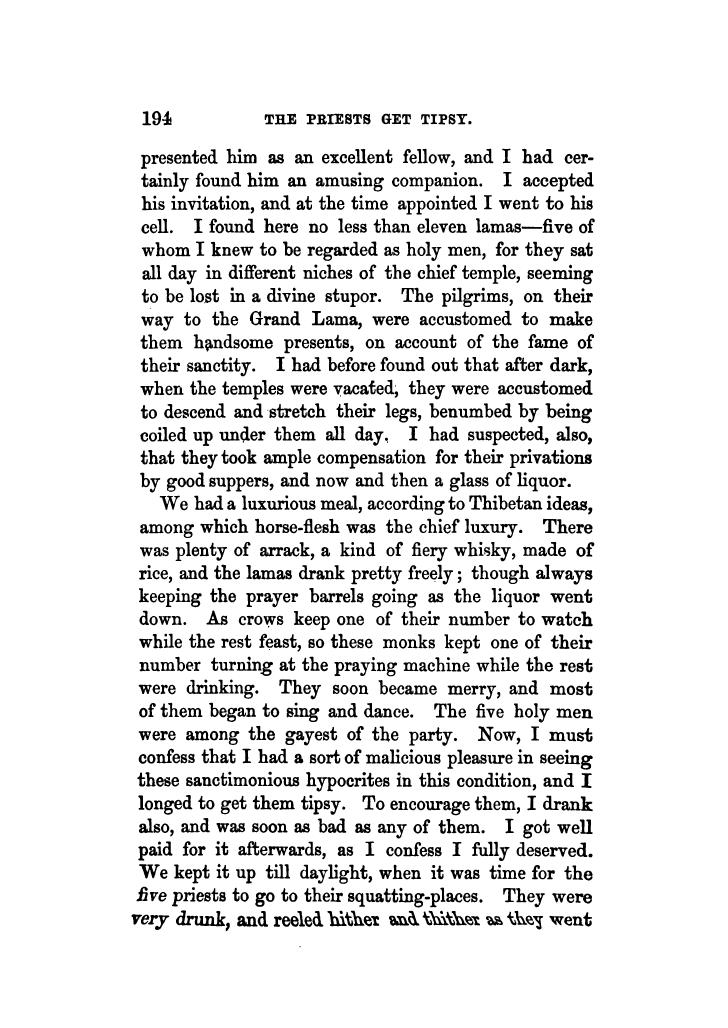 194 THE PRIESTS GET TIPSY.
presented him as an excellent fellow, and I had cer-
tainly found him an amusing companion. I accepted
his invitation, and at the time appointed I went to his
cell. I found here no less than eleven lamas—five of
whom I knew to be regarded as holy men, for they sat
all day in different niches of the chief temple, seeming
to be lost in a divine stupor. The pilgrims, on their
way to the Grand Lama, were accustomed to make
them handsome presents, on account of the fame of
their sanctity. I had before found out that after dark,
when the temples were vacated, they were accustomed
to descend and stretch their legs, benumbed by being
coiled up under them all day. I had suspected, also,
that they took ample compensation for their privations
by good suppers, and now and then a glass of liquor.
We had a luxurious meal, according to Thibetan ideas,
among which horse-flesh was the chief luxury. There
was plenty of arrack, a kind of fiery whisky, made of
rice, and the lamas drank pretty freely; though always
keeping the prayer barrels going as the liquor went
down. As crows keep one of their number to watch
while the rest feast, so these monks kept one of their
number turning at the praying machine while the rest
were drinking. They soon became merry, and most
of them began to sing and dance. The five holy men
were among the gayest of the party. Now, I must
confess that I had a sort of malicious pleasure in seeing
these sanctimonious hypocrites in this condition, and I
longed to get them tipsy. To encourage them, I drank
also, and was soon as bad as any of them. I got well
paid for it afterwards, as I confess I fully deserved.
We kept it up till daylight, when it was time for the
five priests to go to their squatting-places. They were
very drunk, and reeled hither and thither as they went